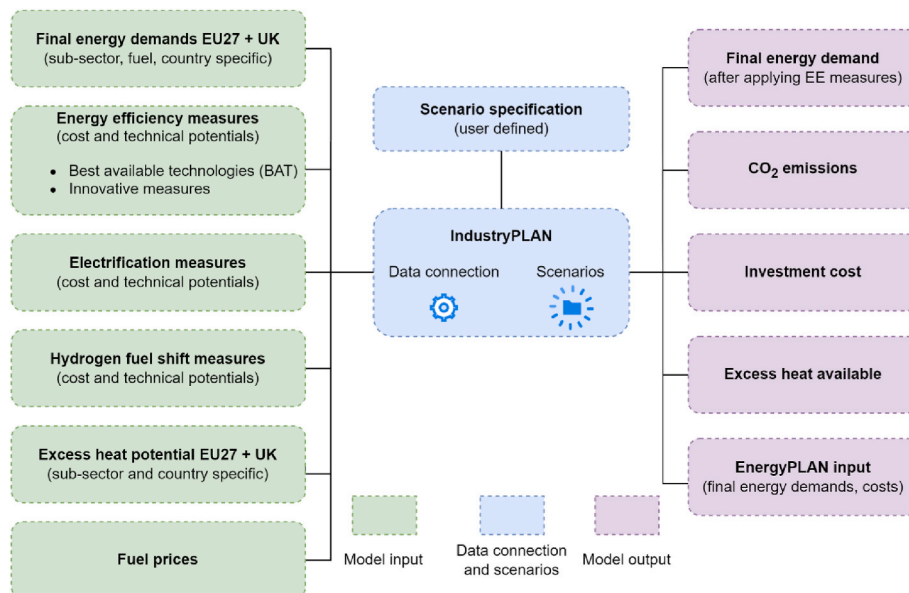 Final energy demands EU27 + UK
(sub-sector, fuel, country specific)
Energy efficiency measures
(cost and technical potentials)
• Best available technologies (BAT)
• Innovative measures
Electrification measures
(cost and technical potentials)
Hydrogen fuel shift measures
(cost and technical potentials)
Excess heat potential EU27 + UK
(sub-sector and country specific)
Fuel prices
Scenario specification
(user defined)
IndustryPLAN
Data connection
Scenarios
Final energy demand
(after applying EE measures)
CO2 emissions
Investment cost
Excess heat available
EnergyPLAN input
(final energy demands, costs)
Model input
Data connection
and scenarios
Model output